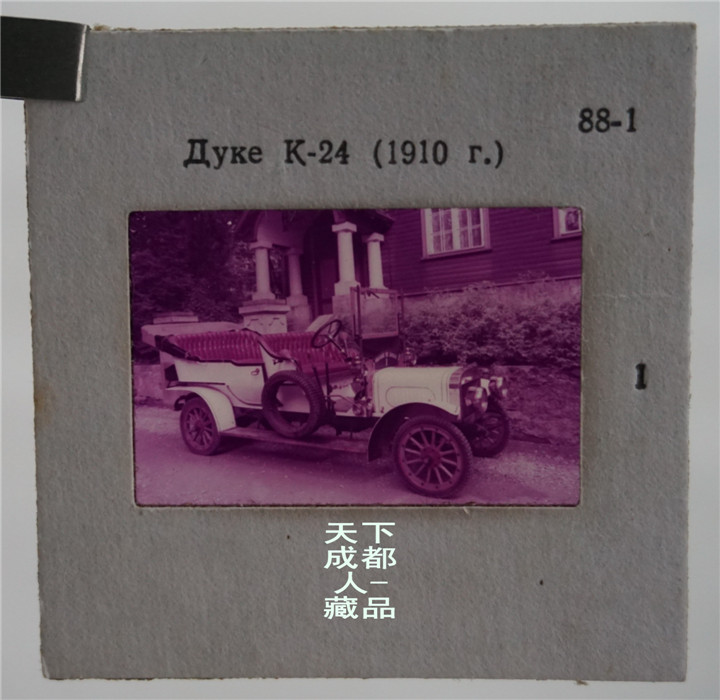 88-1
Дуке К-24 (1910 г.)
1
天下
成都
人-
藏品